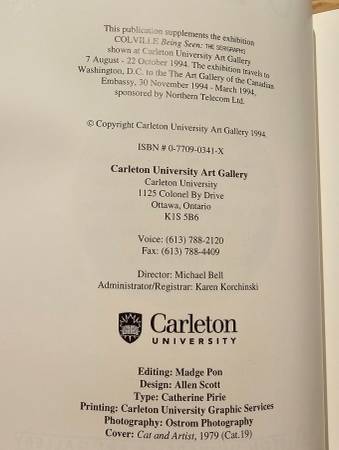 This publication supplements the exhibition
COLVILLE Being Seen: THE SERIGRAPHS
shown at Carleton University Art Gallery
7 August - 22 October 1994. The exhibition travels to
Washington, D.C. to the The Art Gallery of the Canadian
Embassy, 30 November 1994 - March 1994,
sponsored by Northern Telecom Ltd.
© Copyright Carleton University Art Gallery 1994.
ISBN # 0-7709-0341-X
Carleton University Art Gallery
Carleton University
1125 Colonel By Drive
Ottawa, Ontario
K1S 5B6
Voice: (613) 788-2120
Fax: (613) 788-4409
Director: Michael Bell
Administrator/Registrar: Karen Korchinski
Carleton
UNIVERSITY
Editing: Madge Pon
Design: Allen Scott
Type: Catherine Pirie
Printing: Carleton University Graphic Services
Photography: Ostrom Photography
Cover: Cat and Artist, 1979 (Cat.19)